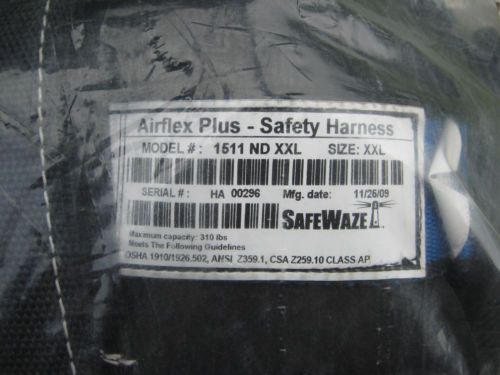 Airflex Plus - Safety Harness
MODEL #: 1511 ND XXL SIZE: XXL
SERIAL #: HA 00296 Mfg. date: 11/26/09
SAFEWAZE
Maximum capacity: 310 lbs
Meets The Following Guidelines
OSHA 1910/1926.502, ANSI Z359.1, CSA Z259.10 CLASS AP